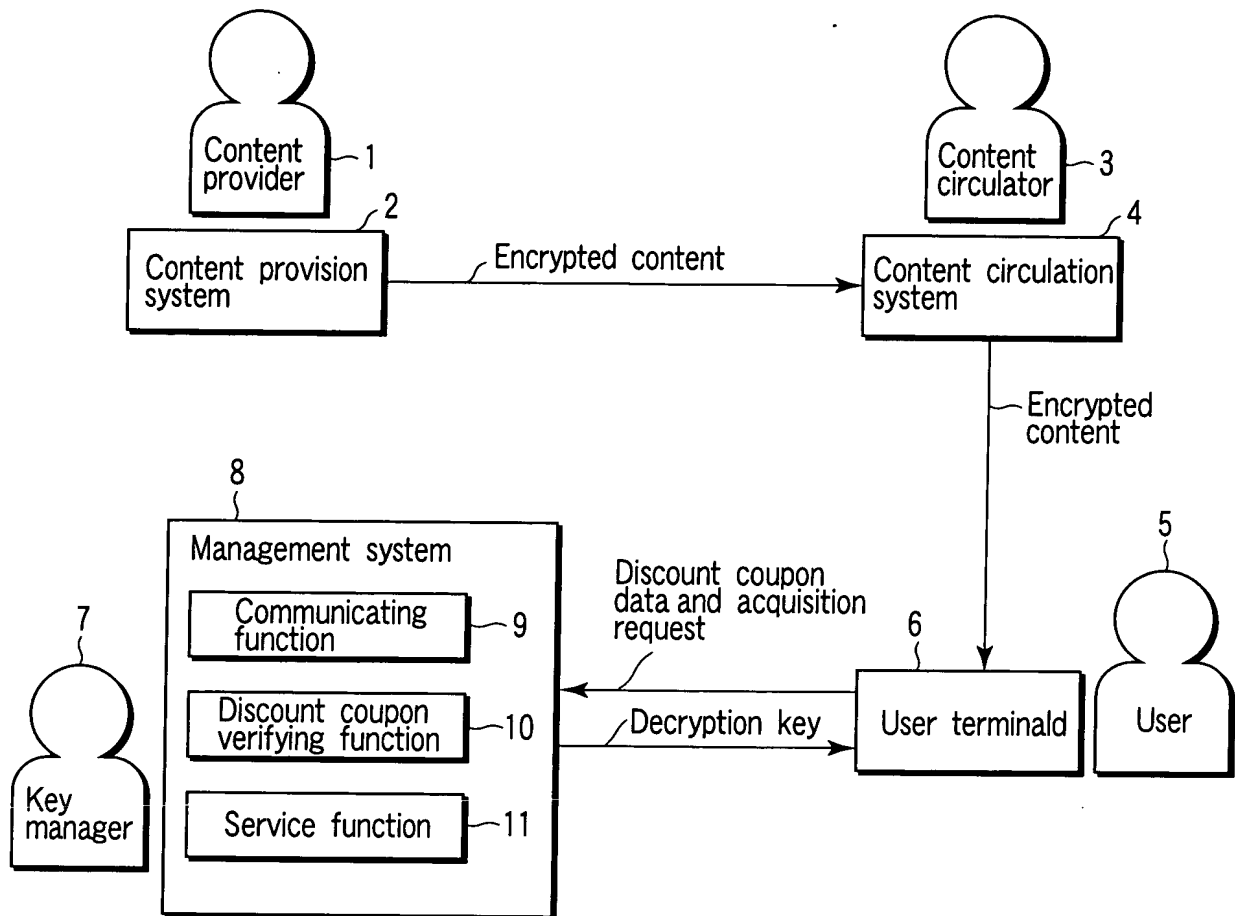 Content
provider
1
Content
circulator
3
2
Content provision
system
Encrypted content
4
Content circulation
system
Encrypted
content
8
Management system
Communicating
function
9
Discount coupon
verifying function
10
Service function
11
7
Key
manager
Discount coupon
data and acquisition
request
Decryption key
6
User terminald
5
User